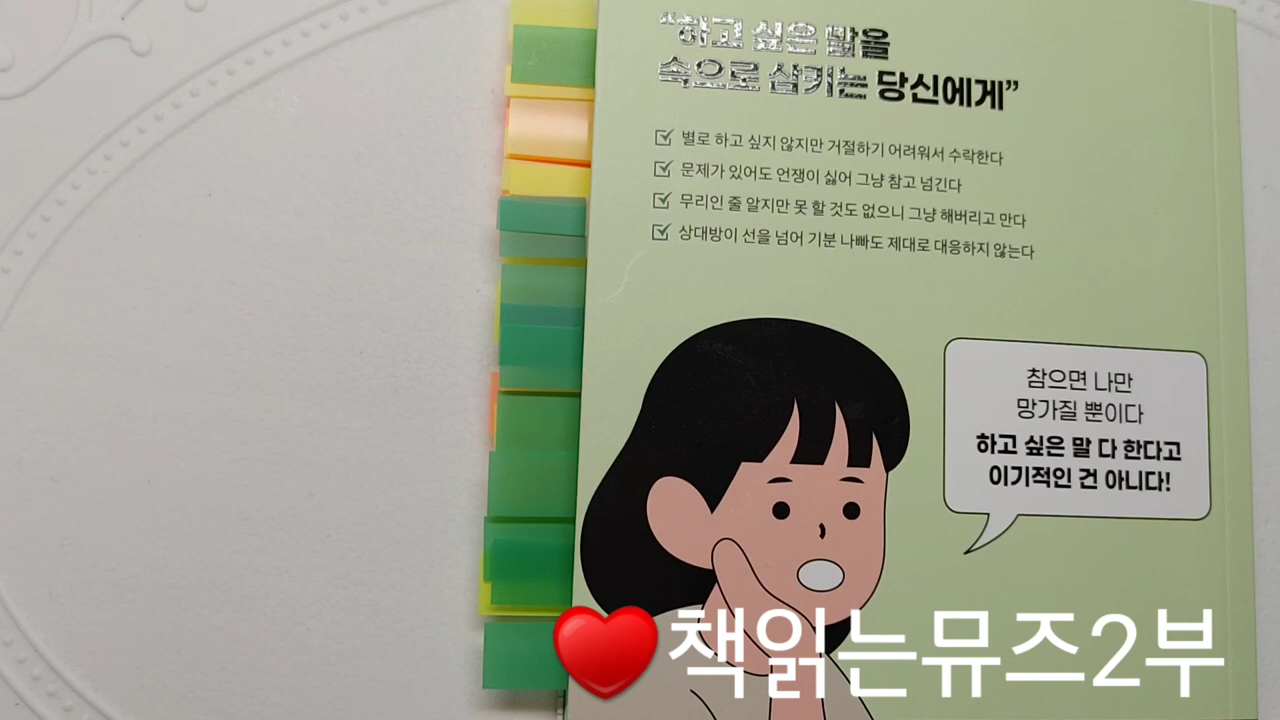 “하고 싶은 말을
속으로 삼키는 당신에게”
별로 하고 싶지 않지만 거절하기 어려워서 수락한다
문제가 있어도 언쟁이 싫어 그냥 참고 넘긴다
무리인 줄 알지만 못 할 것도 없으니 그냥 해버리고 만다
상대방이 선을 넘어 기분 나빠도 제대로 대응하지 않는다
참으면 나만
망가질 뿐이다
하고 싶은 말 다 한다고
이기적인 건 아니다!
❤️책읽는뮤즈2부